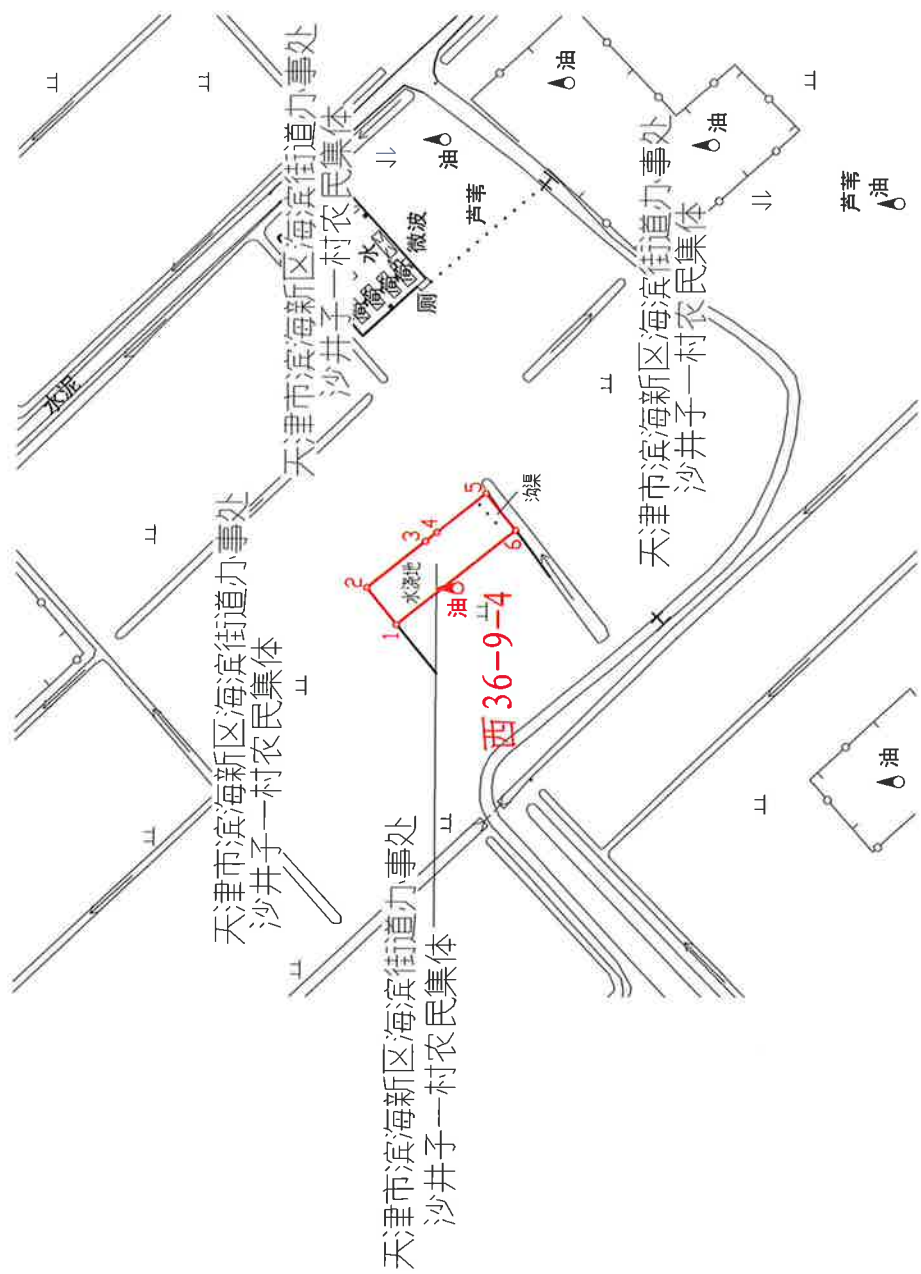 水泥
天津市滨海新区海滨街道办事处
沙井子一村农民集体
水
微波
厕
芦苇
油
油
油
天津市滨海新区海滨街道办事处
沙井子一村农民集体
芦苇
油
天津市滨海新区海滨街道办事处
沙井子一村农民集体
1
2
3
4
5
6
水浇地
沟渠
油
西36-9-4
天津市滨海新区海滨街道办事处
沙井子一村农民集体
油